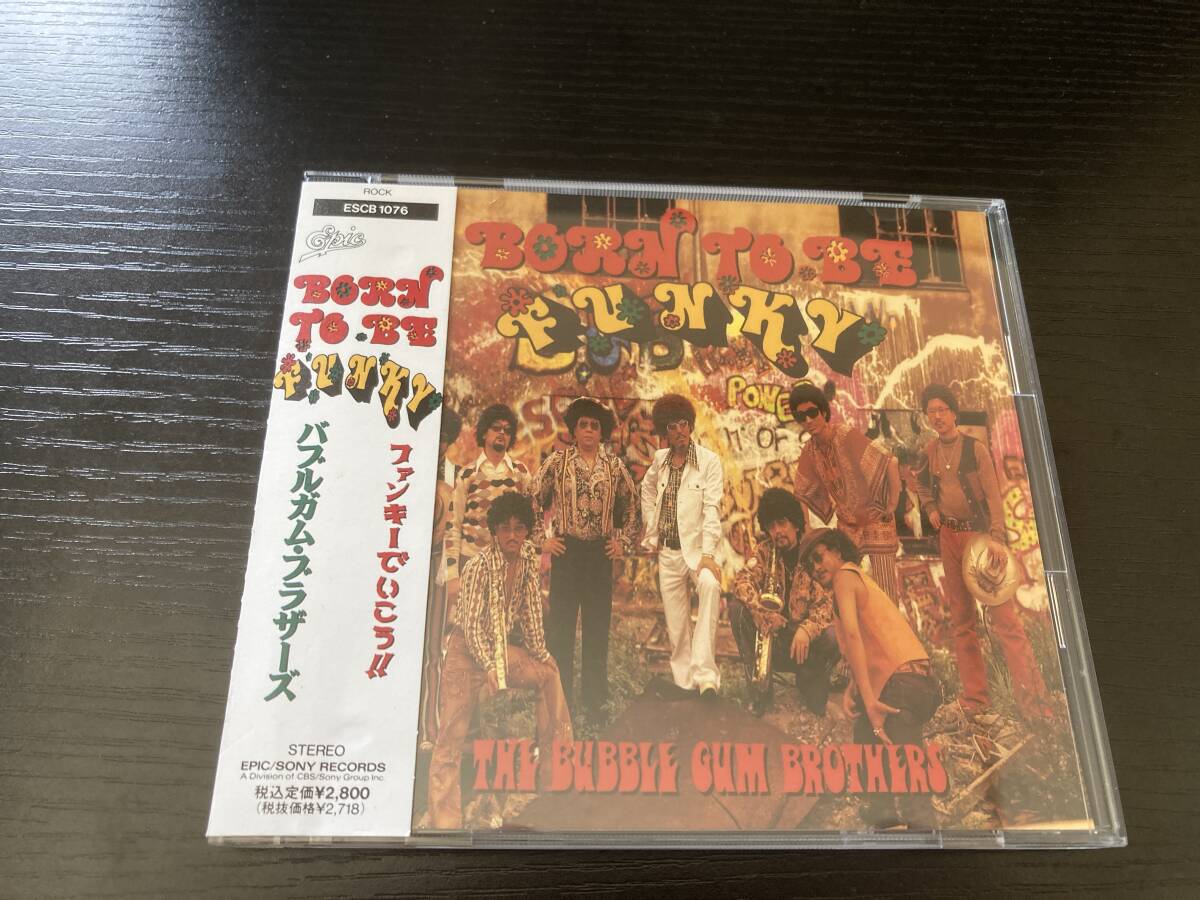 ROCK
ESCB 1076
Epic
BORN
TO BE
FUNKY
ファンキーでいこう!!
バブルガム・ブラザーズ
STEREO
EPIC/SONY RECORDS
A Division of CBS/Sony Group Inc.
税込定価¥2,800
(税抜価格¥2,718)
BORN TO BE
FUNKY
POWE
THE BUBBLE GUM BROTHERS